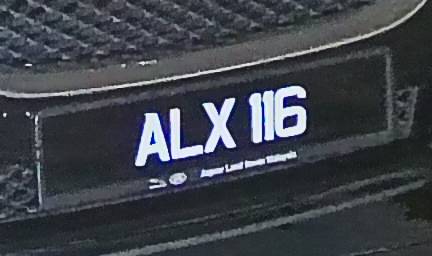 ALX 116
Jaguar Land Rover Malaysia